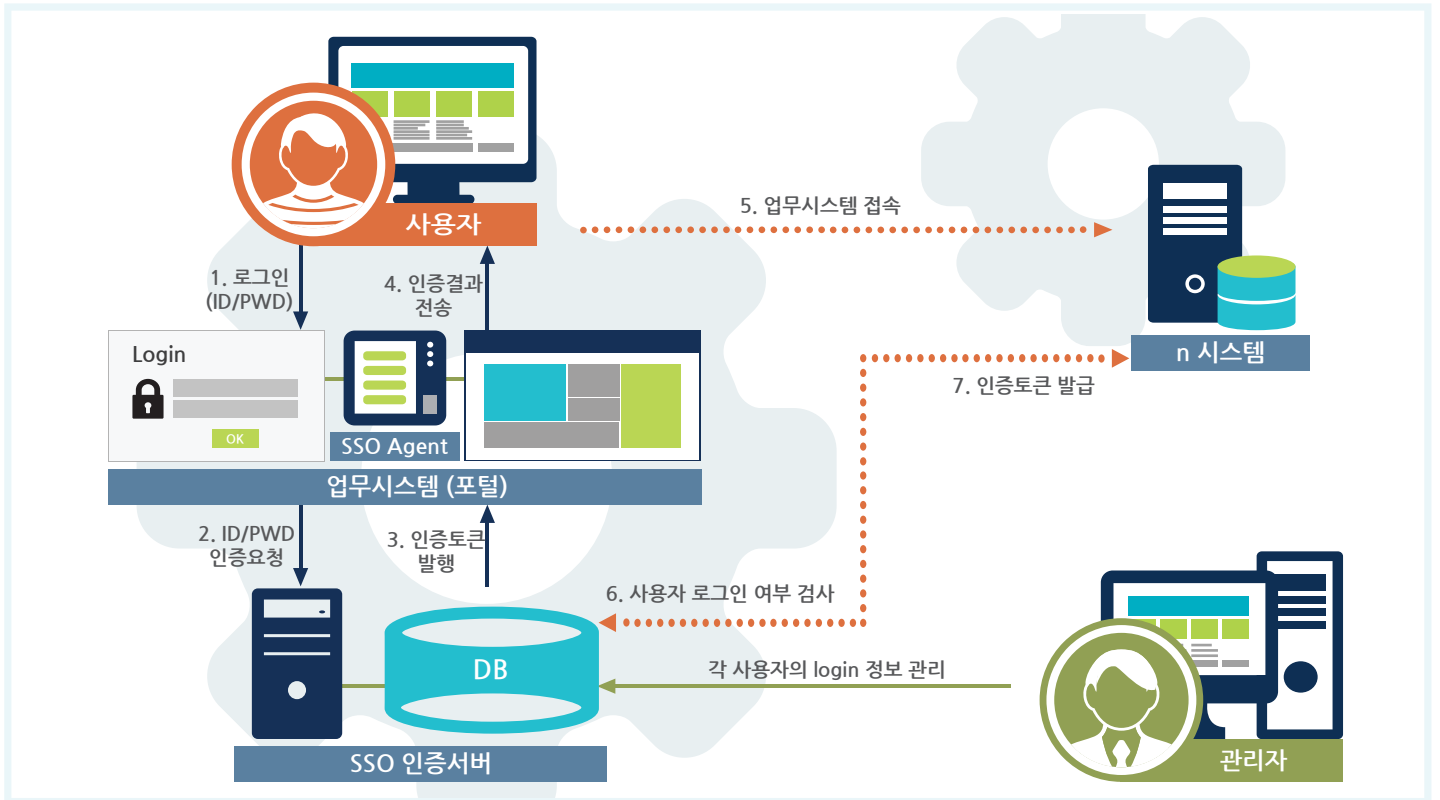 사용자
5. 업무시스템 접속
1. 로그인
(ID/PWD)
4. 인증결과
전송
n 시스템
Login
OK
SSO Agent
7. 인증토큰 발급
업무시스템 (포털)
2. ID/PWD
인증요청
3. 인증토큰
발행
6. 사용자 로그인 여부 검사
DB
각 사용자의 login 정보 관리
SSO 인증서버
관리자